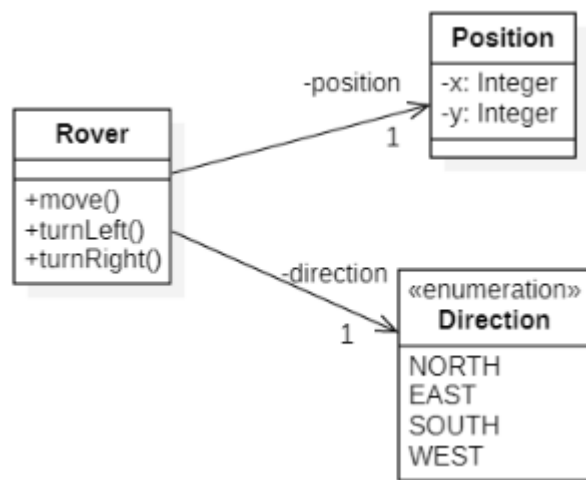 Rover
+move()
+turnLeft()
+turnRight()
-position
1
Position
-x: Integer
-y: Integer
-direction
1
«enumeration»
Direction
NORTH
EAST
SOUTH
WEST